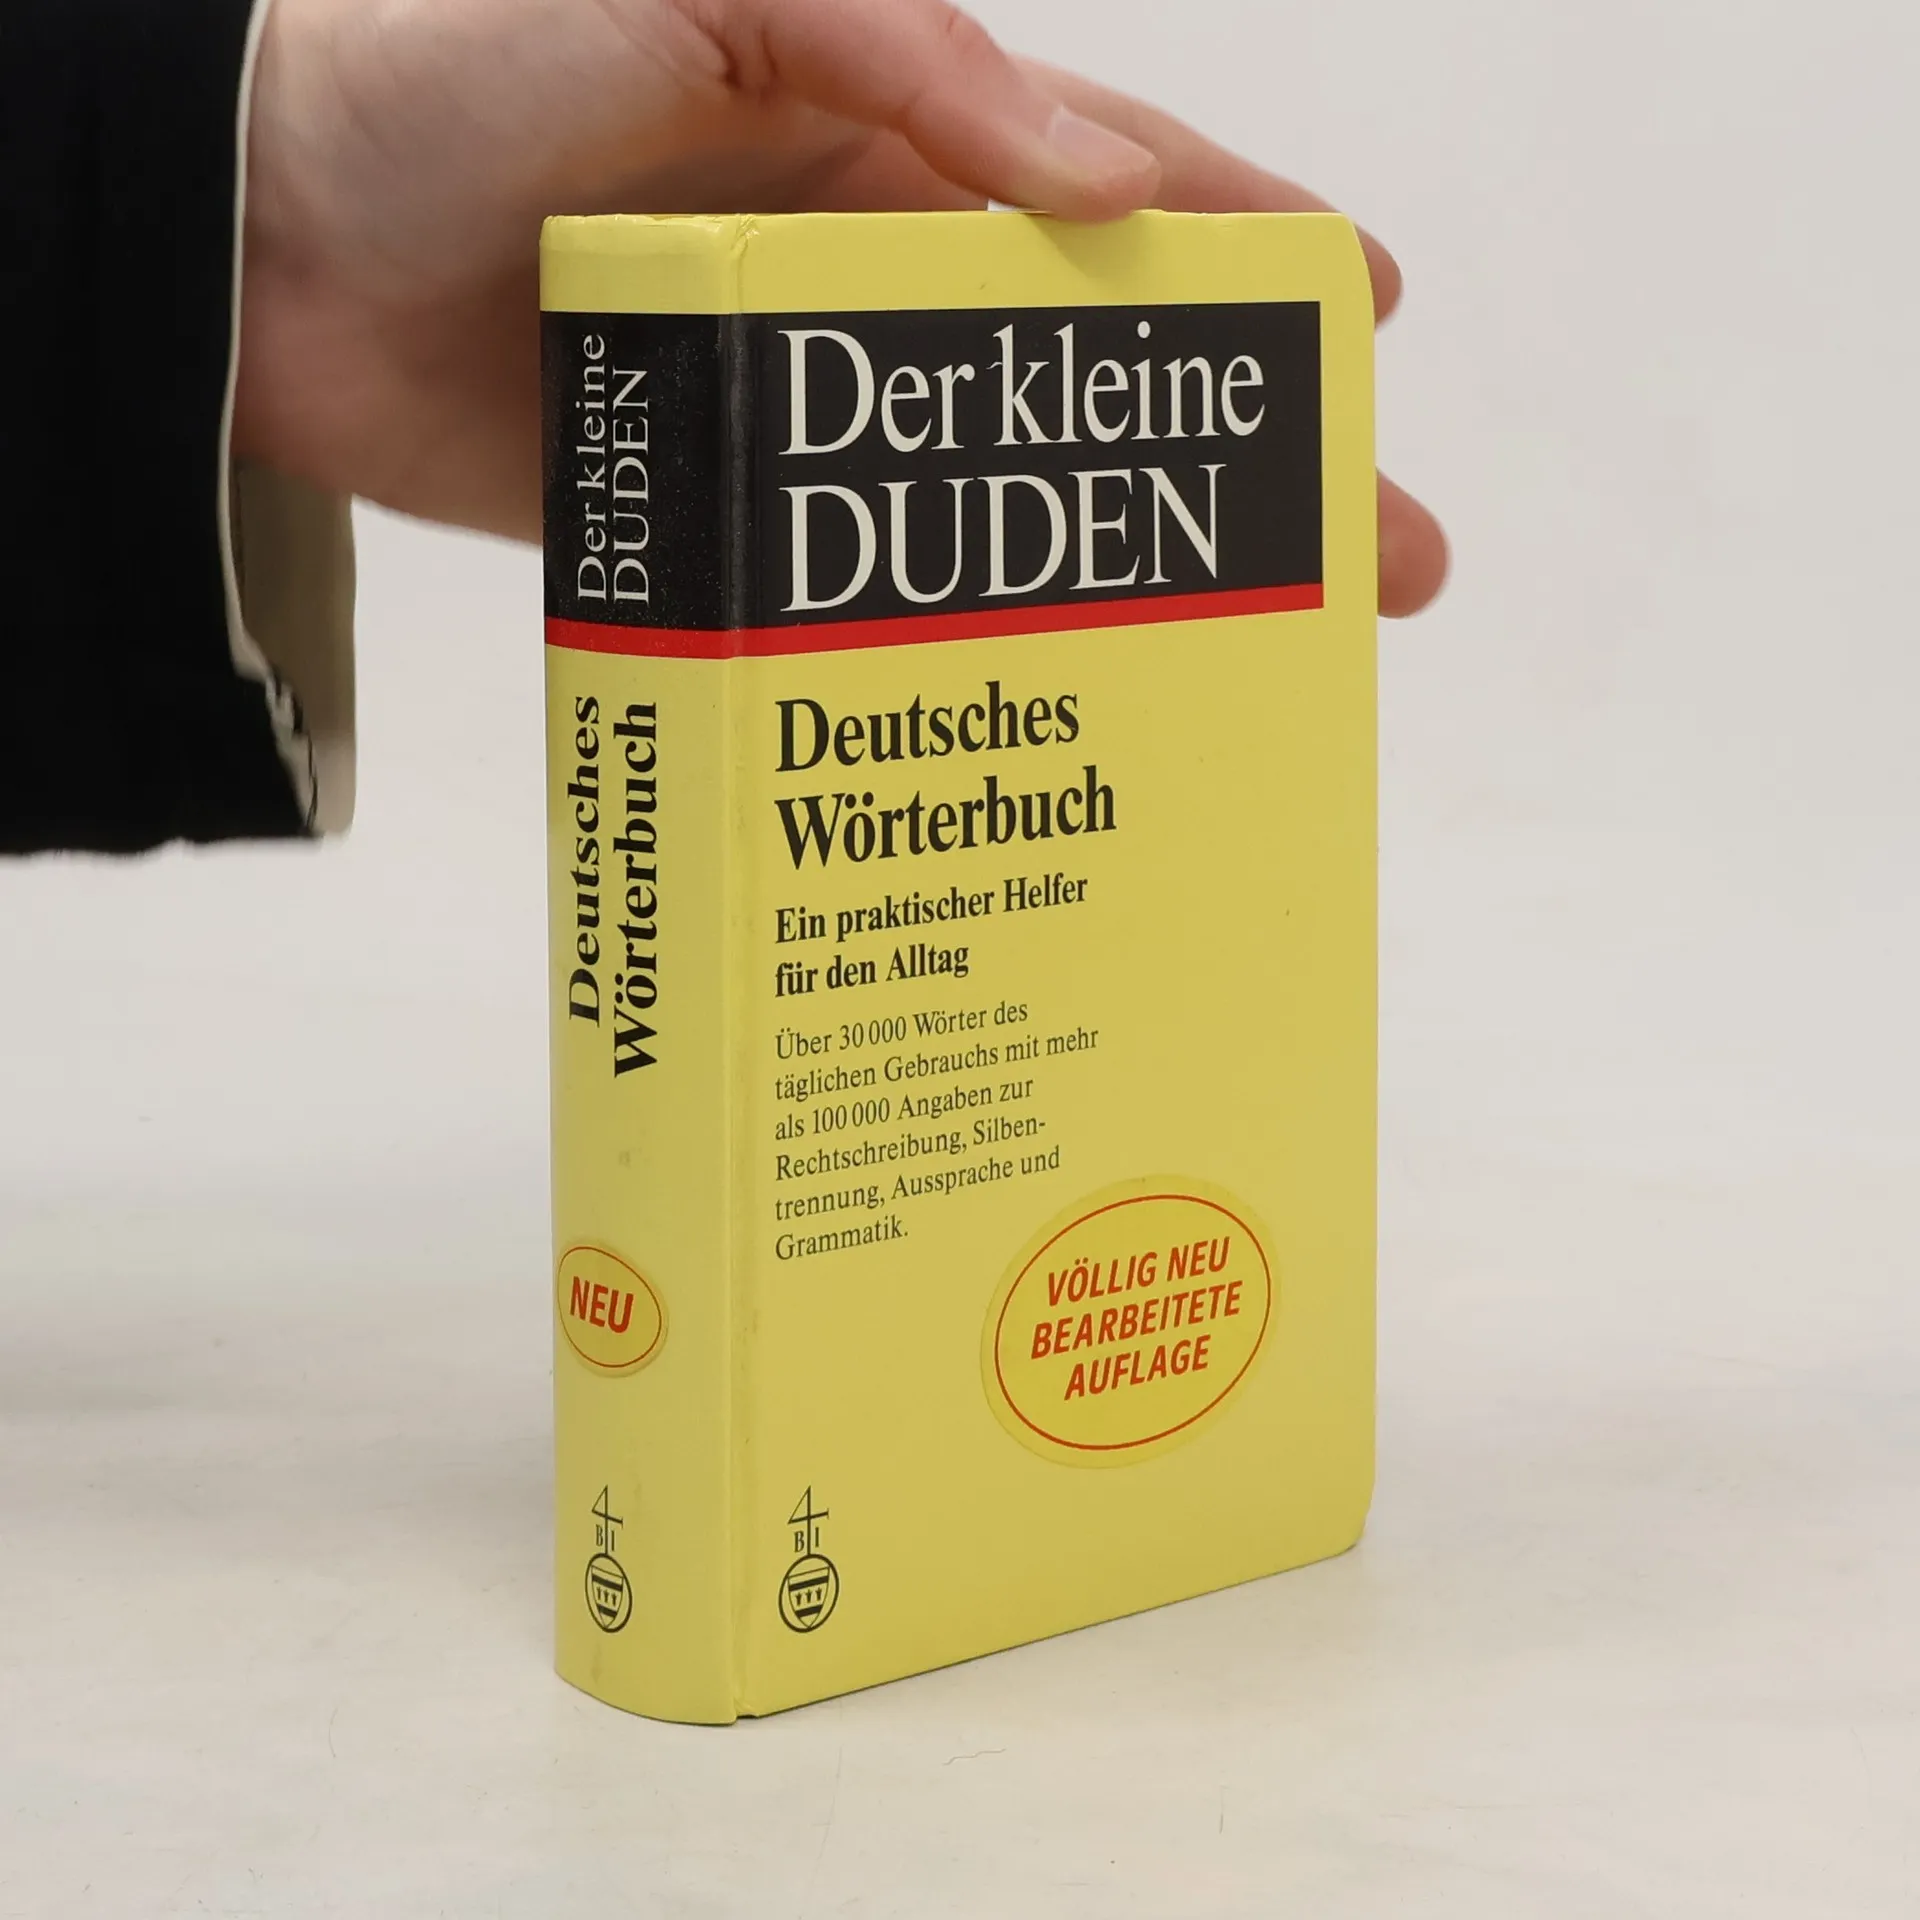 Der kleine
DUDEN
Deutsches
Wörterbuch
NEU
B I
Der kleine
DUDEN
Deutsches
Wörterbuch
Ein praktischer Helfer
für den Alltag
Über 30 000 Wörter des
täglichen Gebrauchs mit mehr
als 100 000 Angaben zur
Rechtschreibung, Silben-
trennung, Aussprache und
Grammatik.
VÖLLIG NEU
BEARBEITETE
AUFLAGE
B I